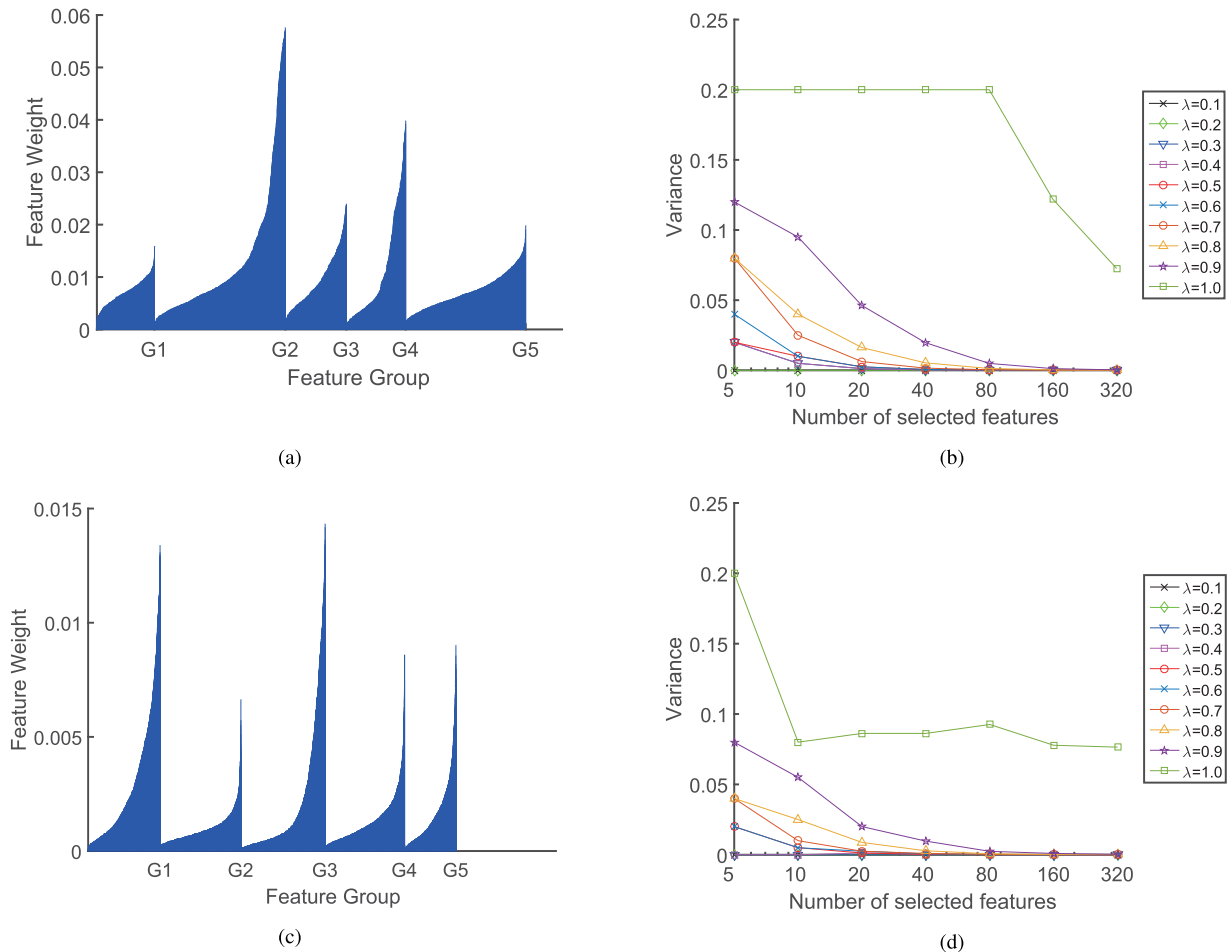 0.06
0.05
0.04
0.03
0.02
0.01
0
Feature Weight
G1 G2 G3 G4 G5
Feature Group
(a)
0.25
0.2
0.15
0.1
0.05
0
Variance
5 10 20 40 80 160 320
Number of selected features
λ=0.1
λ=0.2
λ=0.3
λ=0.4
λ=0.5
λ=0.6
λ=0.7
λ=0.8
λ=0.9
λ=1.0
(b)
0.015
0.01
0.005
0
Feature Weight
G1 G2 G3 G4 G5
Feature Group
(c)
0.25
0.2
0.15
0.1
0.05
0
Variance
5 10 20 40 80 160 320
Number of selected features
λ=0.1
λ=0.2
λ=0.3
λ=0.4
λ=0.5
λ=0.6
λ=0.7
λ=0.8
λ=0.9
λ=1.0
(d)